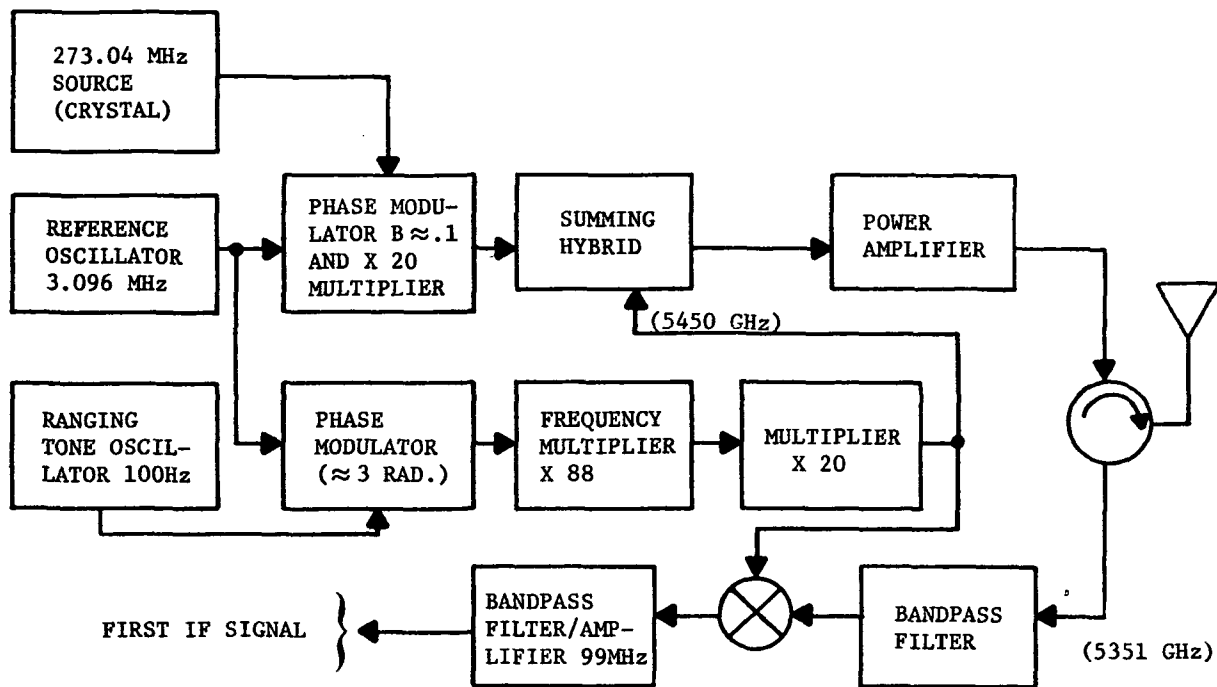 273.04 MHz
SOURCE
(CRYSTAL)
REFERENCE
OSCILLATOR
3.096 MHz
PHASE MODU-
LATOR B ≈ .1
AND X 20
MULTIPLIER
SUMMING
HYBRID
POWER
AMPLIFIER
(5450 GHz)
RANGING
TONE OSCIL-
LATOR 100Hz
PHASE
MODULATOR
(≈ 3 RAD.)
FREQUENCY
MULTIPLIER
X 88
MULTIPLIER
X 20
FIRST IF SIGNAL
BANDPASS
FILTER/AMP-
LIFIER 99MHz
BANDPASS
FILTER
(5351 GHz)